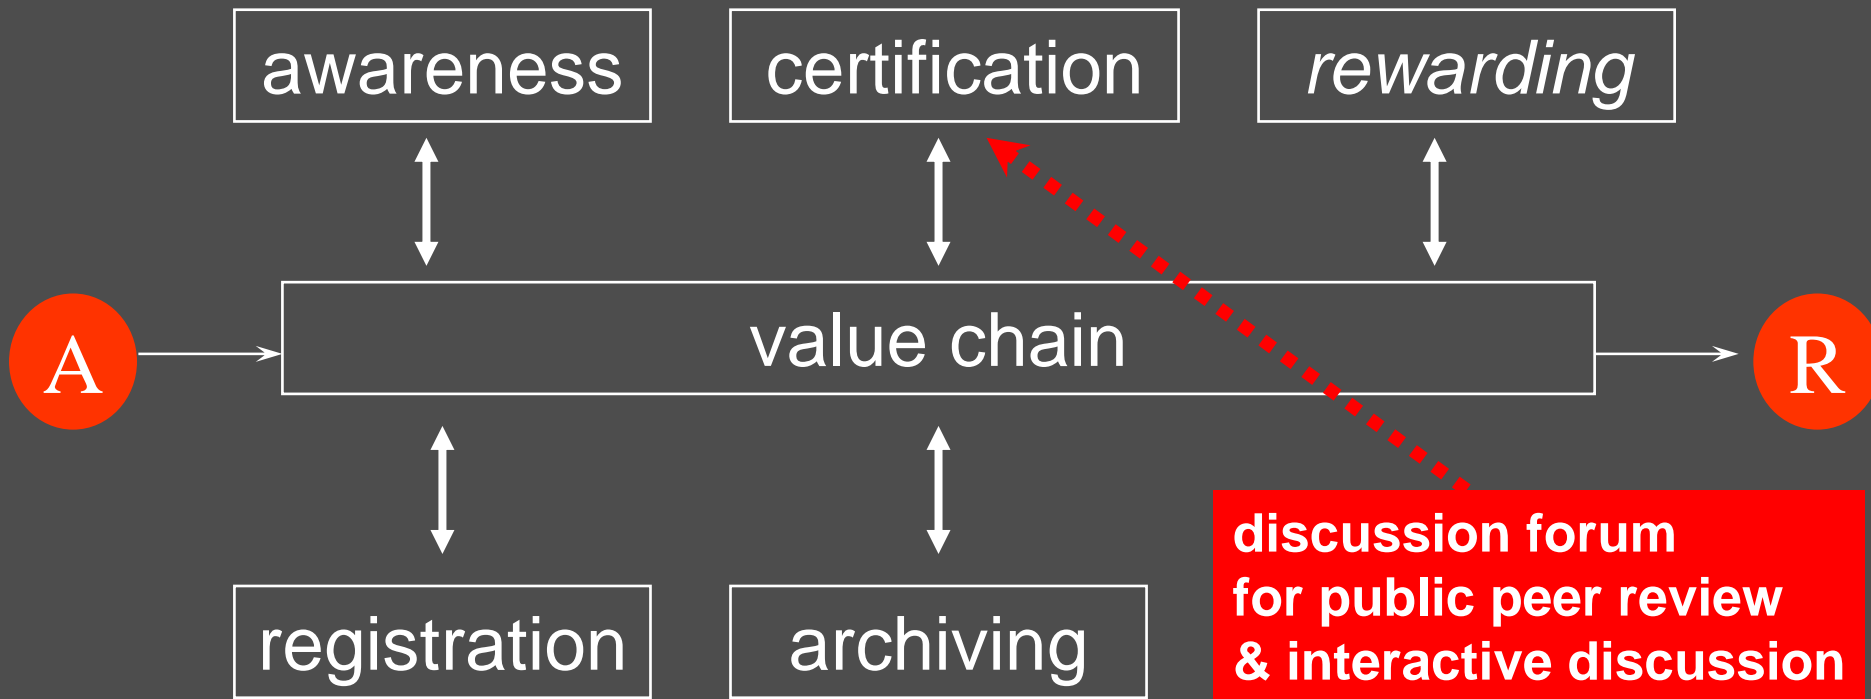 awareness
certification
rewarding
A
value chain
R
registration
archiving
discussion forum
for public peer review
& interactive discussion